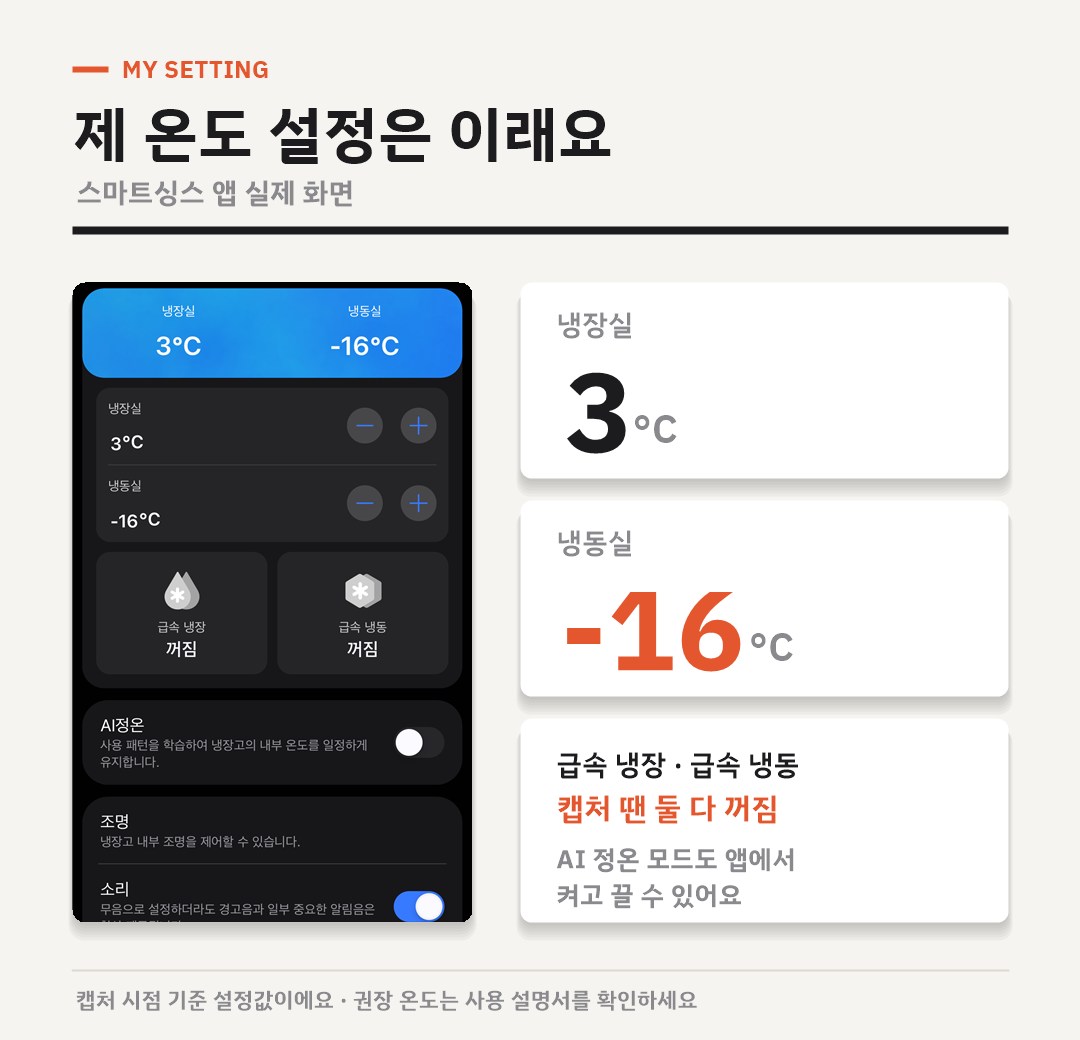 MY SETTING
제 온도 설정은 이래요
스마트싱스 앱 실제 화면
냉장실 냉동실
3°C -16°C
냉장실
3°C
냉동실
-16°C
급속 냉장 급속 냉동
꺼짐 꺼짐
AI정온
사용 패턴을 학습하여 냉장고의 내부 온도를 일정하게
유지합니다.
조명
냉장고 내부 조명을 제어할 수 있습니다.
소리
무음으로 설정하더라도 경고음과 일부 중요한 알림음은
냉장실
3°C
냉동실
-16°C
급속 냉장 · 급속 냉동
캡처 땐 둘 다 꺼짐
AI 정온 모드도 앱에서
켜고 끌 수 있어요
캡처 시점 기준 설정값이에요 · 권장 온도는 사용 설명서를 확인하세요